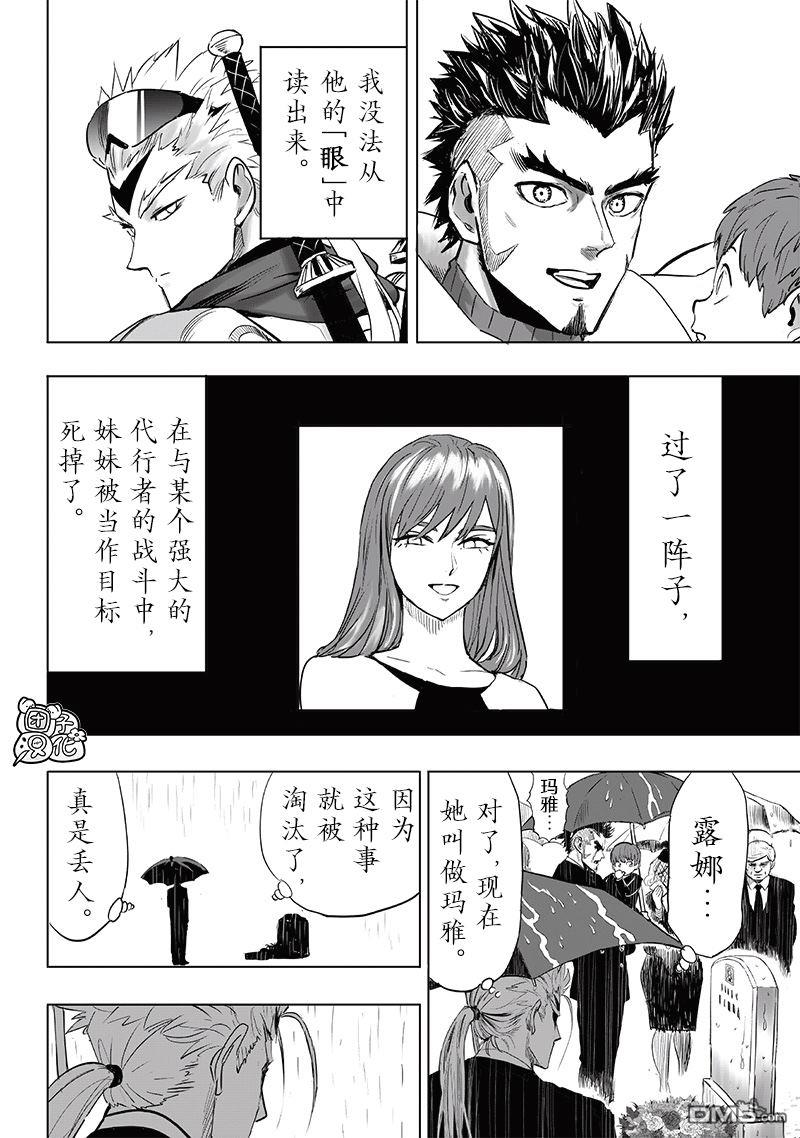 我没法从
他的「眼」中
读出来。
过了一阵子，
在与某个强大的
代行者的战斗中，
妹妹被当作目标
死掉了。
团子
汉化
露娜…
玛雅…
对了，现在
她叫做玛雅。
因为
这种事
就被
淘汰了，
真是丢人。
DM5.com